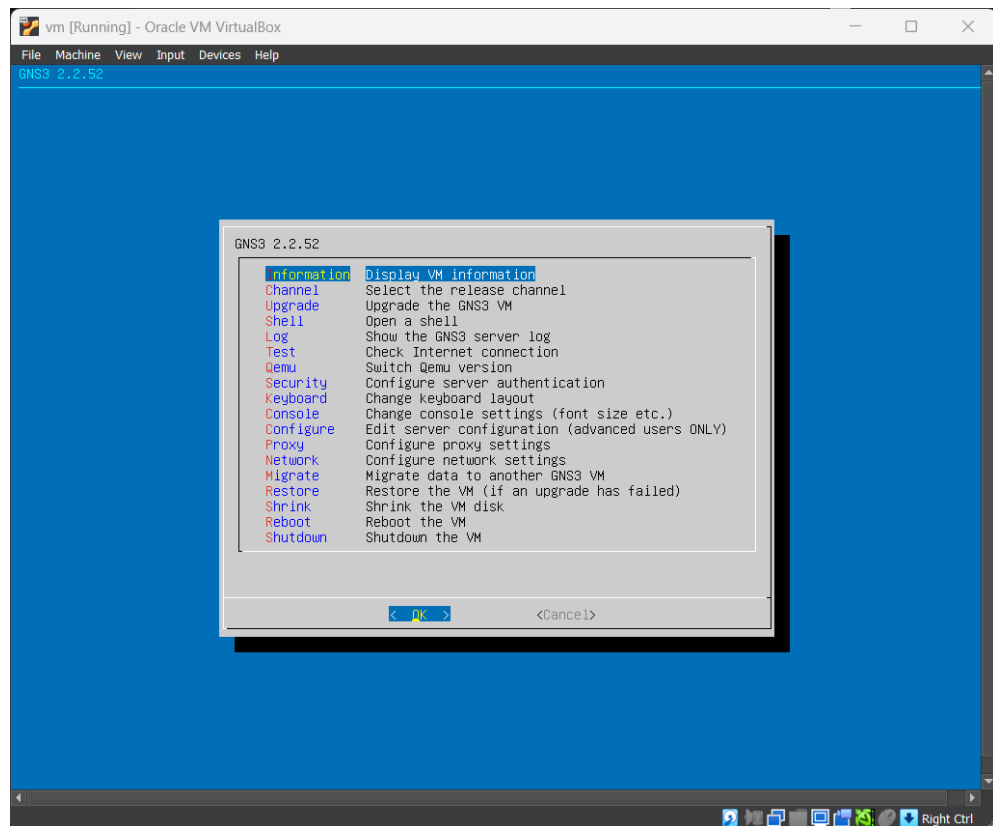 vm [Running] - Oracle VM VirtualBox
File Machine View Input Devices Help
GNS3 2.2.52
GNS3 2.2.52
Information Display VM information
Channel Select the release channel
Upgrade Upgrade the GNS3 VM
Shell Open a shell
Log Show the GNS3 server log
Test Check Internet connection
Qemu Switch Qemu version
Security Configure server authentication
Keyboard Change keyboard layout
Console Change console settings (font size etc.)
Configure Edit server configuration (advanced users ONLY)
Proxy Configure proxy settings
Network Configure network settings
Migrate Migrate data to another GNS3 VM
Restore Restore the VM (if an upgrade has failed)
Shrink Shrink the VM disk
Reboot Reboot the VM
Shutdown Shutdown the VM
< OK > <Cancel>
Right Ctrl